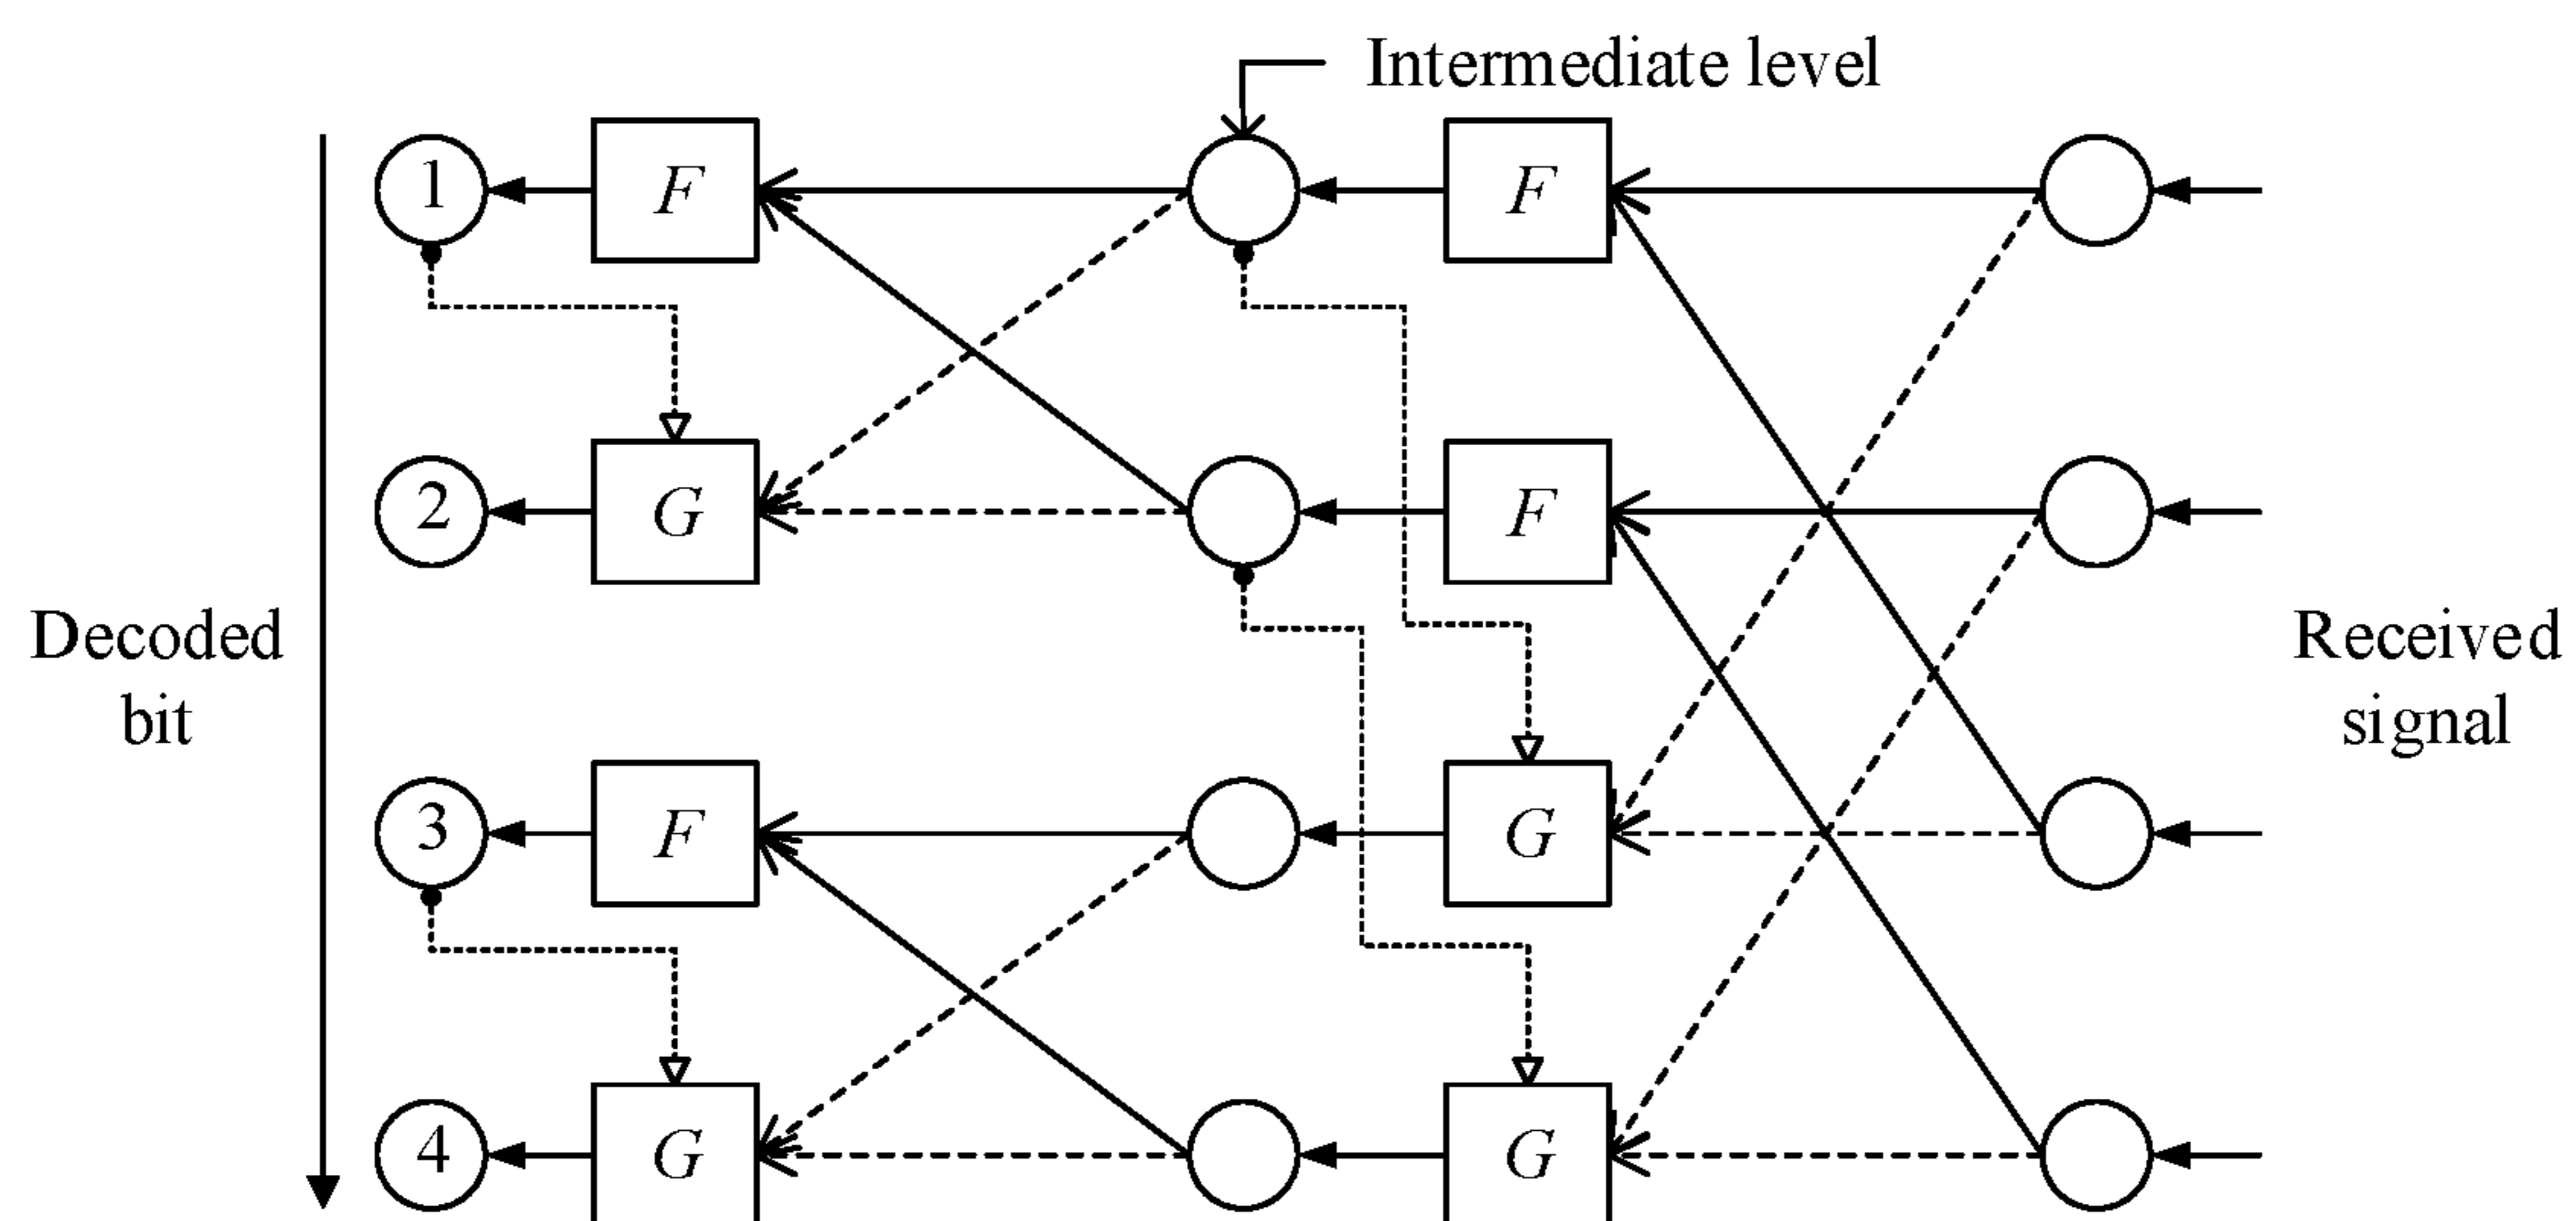 Intermediate level
1 F F
2 G F
Decoded
bit
Received
signal
3 F G
4 G G